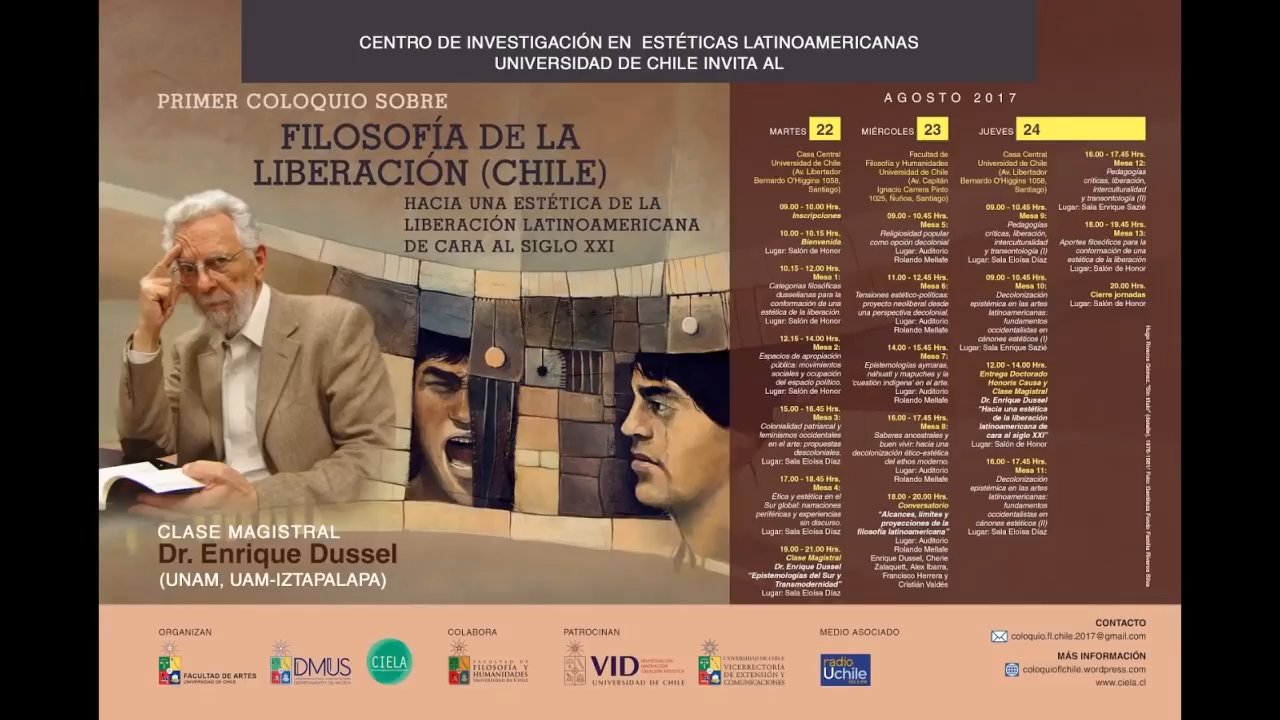 CENTRO DE INVESTIGACIÓN EN ESTÉTICAS LATINOAMERICANAS
UNIVERSIDAD DE CHILE INVITA AL
PRIMER COLOQUIO SOBRE
FILOSOFÍA DE LA
LIBERACIÓN (CHILE)
HACIA UNA ESTÉTICA DE LA
LIBERACIÓN LATINOAMERICANA
DE CARA AL SIGLO XXI
CLASE MAGISTRAL
Dr. Enrique Dussel
(UNAM, UAM-IZTAPALAPA)
AGOSTO 2017
MARTES 22
Casa Central
Universidad de Chile
(Av. Libertador
Bernardo O'Higgins 1058,
Santiago)
09.00 - 10.00 Hrs.
Inscripciones
10.00 - 10.15 Hrs.
Bienvenida
Lugar: Salón de Honor
10.15 - 12.00 Hrs.
Mesa 1:
Categorías filosóficas
dusselianas para la
conformación de una
estética de la liberación.
Lugar: Salón de Honor
12.15 - 14.00 Hrs.
Mesa 2:
Espacios de apropiación
pública: movimientos
sociales y ocupación
del espacio político.
Lugar: Salón de Honor
15.00 - 16.45 Hrs.
Mesa 3:
Colonialidad patriarcal y
feminismos occidentales
en el arte: propuestas
descoloniales.
Lugar: Sala Eloísa Díaz
17.00 - 18.45 Hrs.
Mesa 4:
Ética y estética en el
Sur global: narraciones
periféricas y experiencias
sin discurso.
Lugar: Sala Eloísa Díaz
19.00 - 21.00 Hrs.
Clase Magistral
Dr. Enrique Dussel
"Epistemologías del Sur y
Transmodernidad"
Lugar: Sala Eloísa Díaz
MIÉRCOLES 23
Facultad de
Filosofía y Humanidades
Universidad de Chile
(Av. Capitán
Ignacio Carrera Pinto
1025, Ñuñoa, Santiago)
09.00 - 10.45 Hrs.
Mesa 5:
Religiosidad popular
como opción decolonial
Lugar: Auditorio
Rolando Mellafe
11.00 - 12.45 Hrs.
Mesa 6:
Tensiones estético-políticas:
proyecto neoliberal desde
una perspectiva decolonial.
Lugar: Auditorio
Rolando Mellafe
14.00 - 15.45 Hrs.
Mesa 7:
Epistemologías aymaras,
náhuatl y mapuches y la
'cuestión indígena' en el arte.
Lugar: Auditorio
Rolando Mellafe
16.00 - 17.45 Hrs.
Mesa 8:
Saberes ancestrales y
buen vivir: hacia una
decolonización ético-estética
del ethos moderno.
Lugar: Auditorio
Rolando Mellafe
18.00 - 20.00 Hrs.
Conversatorio
"Alcances, límites y
proyecciones de la
filosofía latinoamericana"
Lugar: Auditorio
Rolando Mellafe
Enrique Dussel, Cherie
Zalaquett, Alex Ibarra,
Francisco Herrera y
Cristián Valdés
JUEVES 24
Casa Central
Universidad de Chile
(Av. Libertador
Bernardo O'Higgins 1058,
Santiago)
09.00 - 10.45 Hrs.
Mesa 9:
Pedagogías
críticas, liberación,
interculturalidad
y transontología (I)
Lugar: Sala Eloísa Díaz
09.00 - 10.45 Hrs.
Mesa 10:
Decolonización
epistémica en las artes
latinoamericanas:
fundamentos
occidentalistas en
cánones estéticos (I)
Lugar: Sala Enrique Sazié
12.00 - 14.00 Hrs.
Entrega Doctorado
Honoris Causa y
Clase Magistral
Dr. Enrique Dussel
"Hacia una estética
de la liberación
latinoamericana de
cara al siglo XXI"
Lugar: Salón de Honor
16.00 - 17.45 Hrs.
Mesa 11:
Decolonización
epistémica en las artes
latinoamericanas:
fundamentos
occidentalistas en
cánones estéticos (II)
Lugar: Sala Eloísa Díaz
16.00 - 17.45 Hrs.
Mesa 12:
Pedagogías
críticas, liberación,
interculturalidad
y transontología (II)
Lugar: Sala Enrique Sazié
18.00 - 19.45 Hrs.
Mesa 13:
Aportes filosóficos para la
conformación de una
estética de la liberación
Lugar: Salón de Honor
20.00 Hrs.
Cierre jornadas
Lugar: Salón de Honor
ORGANIZAN
FACULTAD DE ARTES
UNIVERSIDAD DE CHILE
DMUS
CIELA
COLABORA
FACULTAD DE
FILOSOFÍA Y
HUMANIDADES
UNIVERSIDAD DE CHILE
PATROCINAN
VID
UNIVERSIDAD DE CHILE
UNIVERSIDAD DE CHILE
VICERRECTORÍA
DE EXTENSIÓN Y
COMUNICACIONES
MEDIO ASOCIADO
radio
Uchile
CONTACTO
coloquio.fl.chile.2017@gmail.com
MÁS INFORMACIÓN
coloquioflchile.wordpress.com
www.ciela.cl